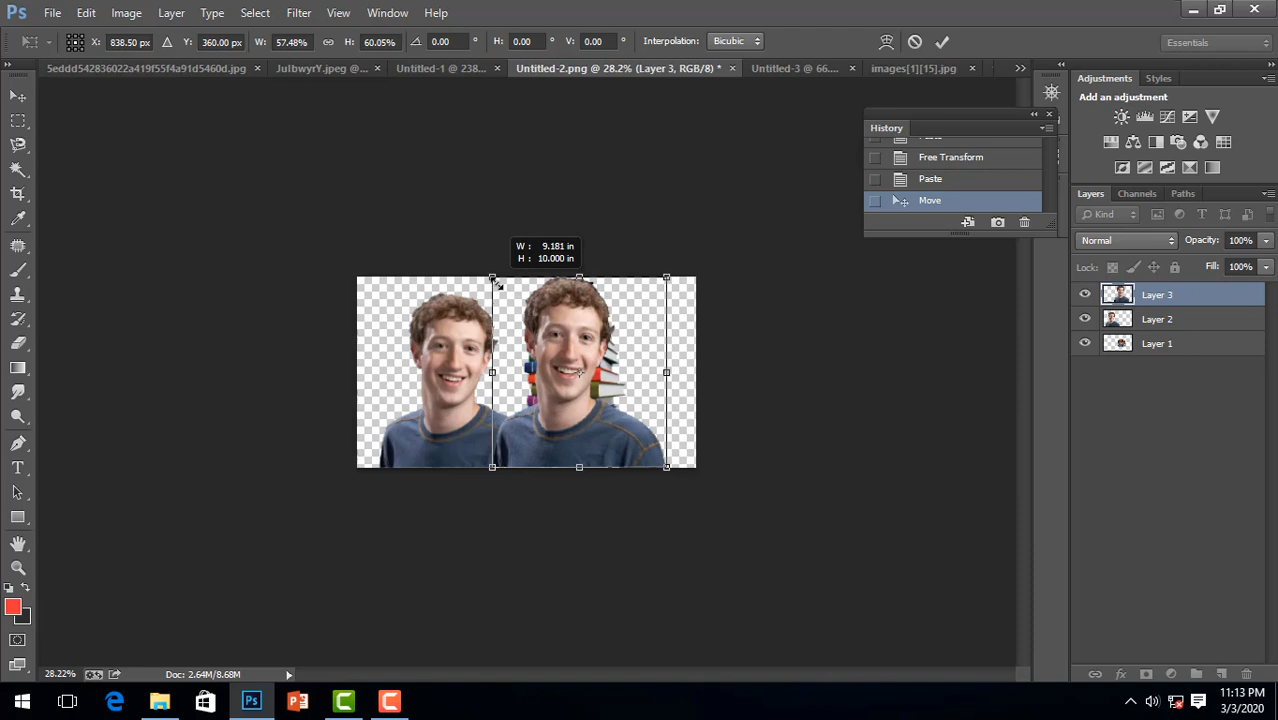 Ps File Edit Image Layer Type Select Filter View Window Help
X: 838.50 px Y: 360.00 px W: 57.48% H: 60.05% 0.00 ° H: 0.00 ° V: 0.00 ° Interpolation: Bicubic Essentials
5eddd542836022a419f55f4a91d5460d.jpg × JuIbwyrY.jpeg @ ... × Untitled-1 @ 238... × Untitled-2.png @ 28.2% (Layer 3, RGB/8) * × Untitled-3 @ 66.... × images[1][15].jpg ×
Adjustments Styles
Add an adjustment
History
Free Transform
Paste
Move
Layers Channels Paths
Kind
Normal Opacity: 100%
Lock: Fill: 100%
Layer 3
Layer 2
Layer 1
W : 9.181 in
H : 10.000 in
28.22% Doc: 2.64M/8.68M
11:13 PM
3/3/2020